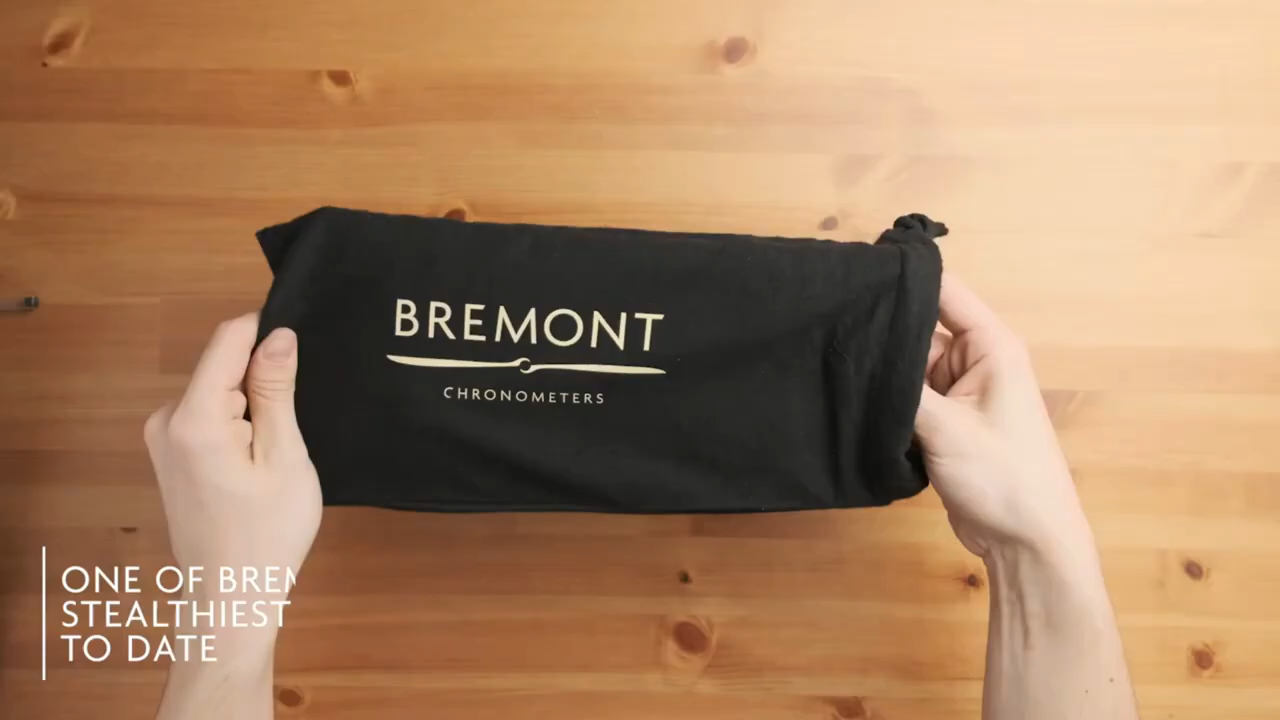 BREMONT
CHRONOMETERS
ONE OF
STEALTHIEST
TO DATE